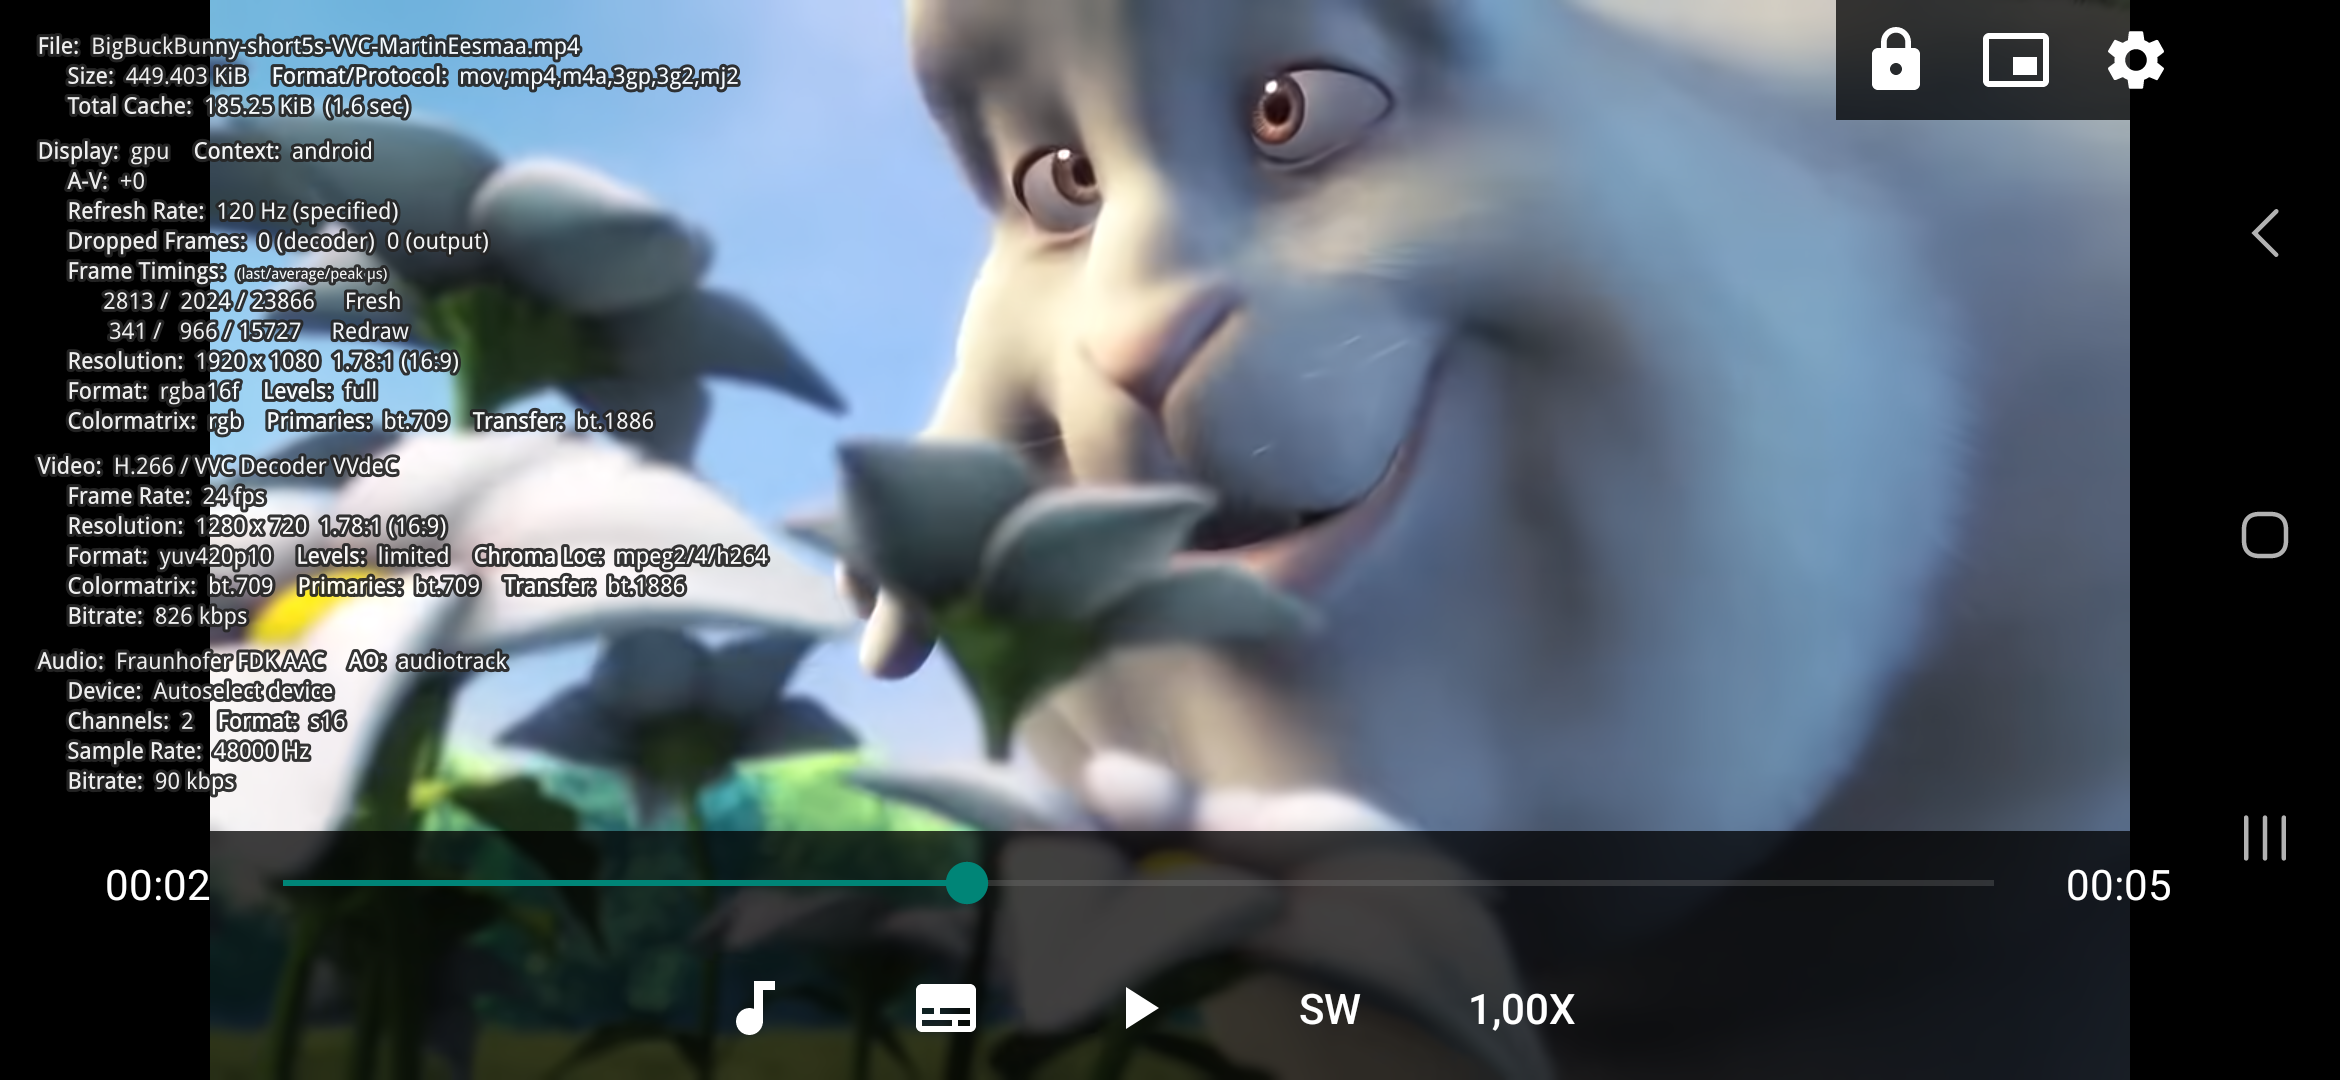 File: BigBuckBunny-short5s-VVC-MartinEesmaa.mp4
Size: 449.403 KiB Format/Protocol: mov,mp4,m4a,3gp,3g2,mj2
Total Cache: 185.25 KiB (1.6 sec)
Display: gpu Context: android
A-V: +0
Refresh Rate: 120 Hz (specified)
Dropped Frames: 0 (decoder) 0 (output)
Frame Timings: (last/average/peak µs)
2813 / 2024 / 23866 Fresh
341 / 966 / 15727 Redraw
Resolution: 1920 x 1080 1.78:1 (16:9)
Format: rgba16f Levels: full
Colormatrix: rgb Primaries: bt.709 Transfer: bt.1886
Video: H.266 / VVC Decoder VVdeC
Frame Rate: 24 fps
Resolution: 1280 x 720 1.78:1 (16:9)
Format: yuv420p10 Levels: limited Chroma Loc: mpeg2/4/h264
Colormatrix: bt.709 Primaries: bt.709 Transfer: bt.1886
Bitrate: 826 kbps
Audio: Fraunhofer FDK AAC AO: audiotrack
Device: Autoselect device
Channels: 2 Format: s16
Sample Rate: 48000 Hz
Bitrate: 90 kbps
00:02 00:05
SW 1,00X